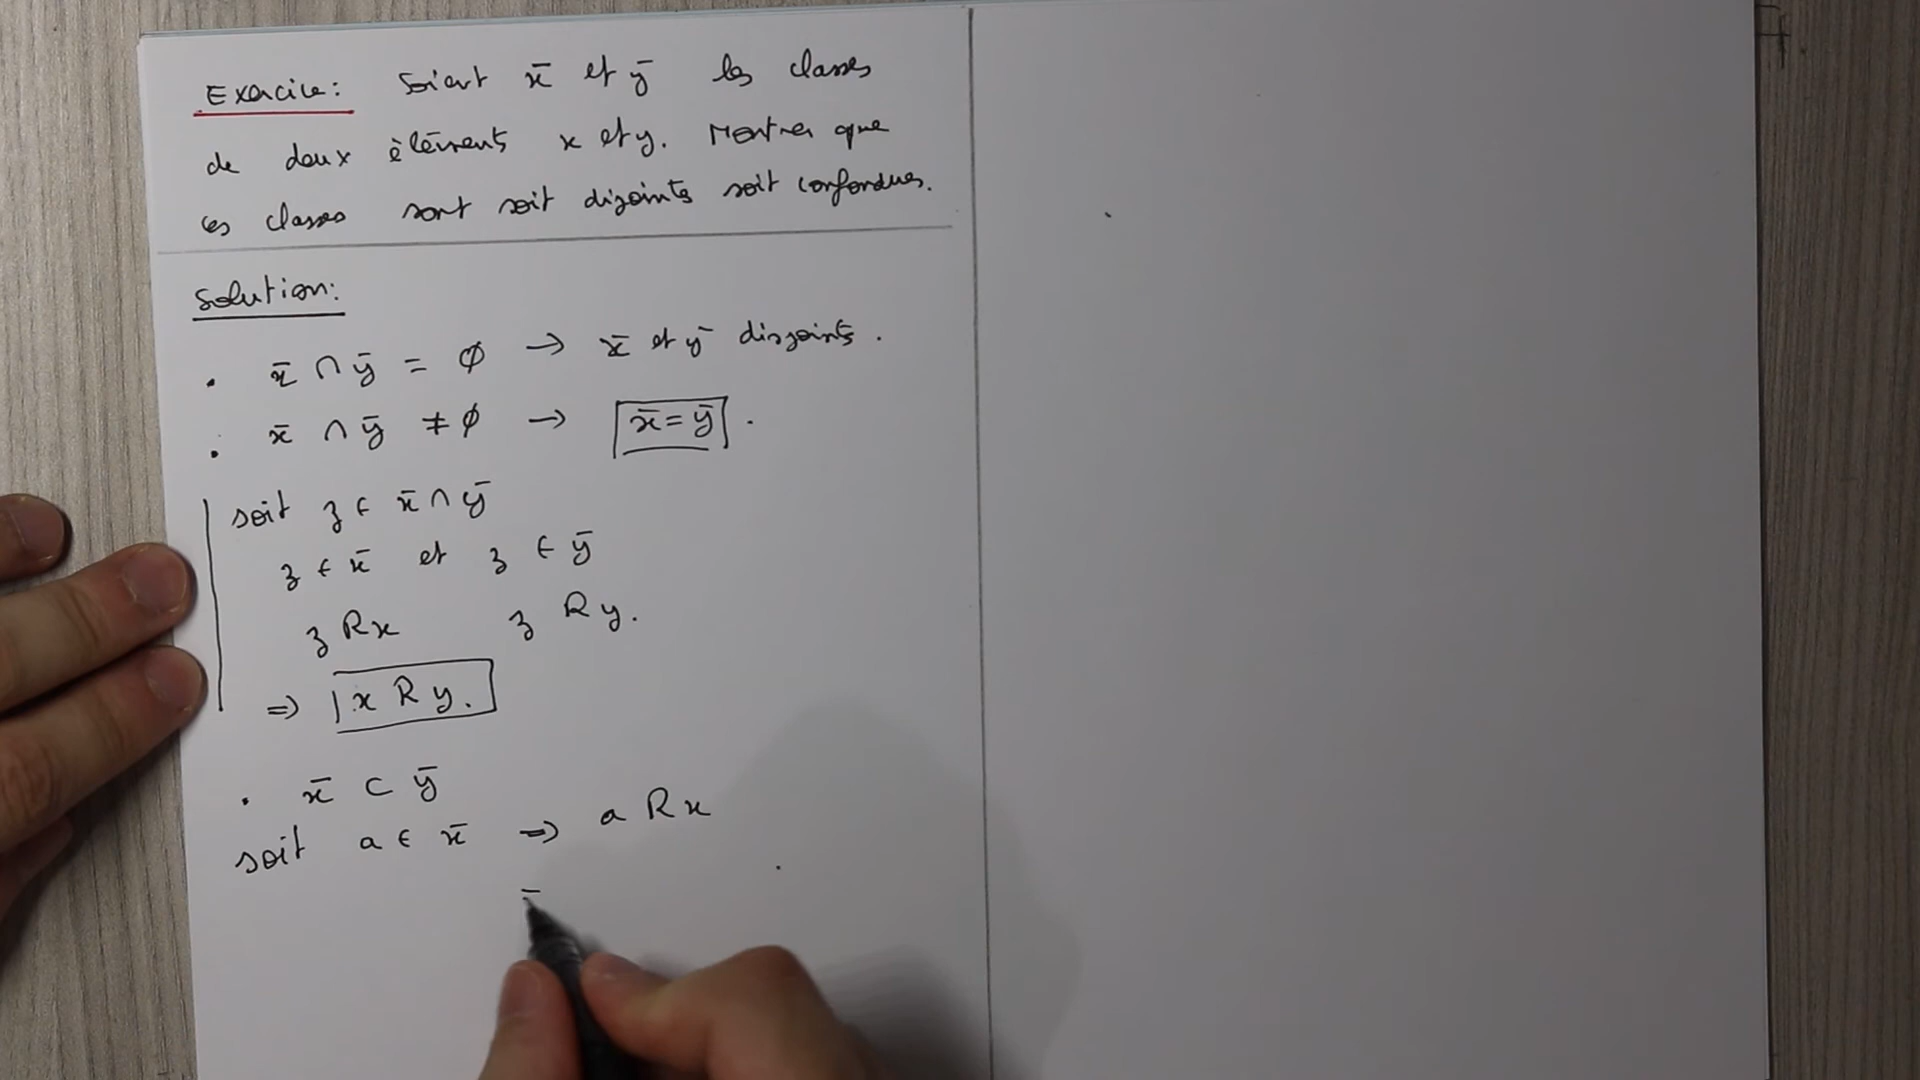 Exercice: Soient x̄ et ȳ les classes
de deux éléments x et y. Montrer que
ces classes sont soit disjoints soit confondues.
Solution:
. x̄ ∩ ȳ = ∅ → x̄ et ȳ disjoints.
. x̄ ∩ ȳ ≠ ∅ → x̄ = ȳ.
soit z ∈ x̄ ∩ ȳ
z ∈ x̄ et z ∈ ȳ
z R x z R y.
⇒ x R y.
. x̄ ⊂ ȳ
soit a ∈ x̄ ⇒ a R x